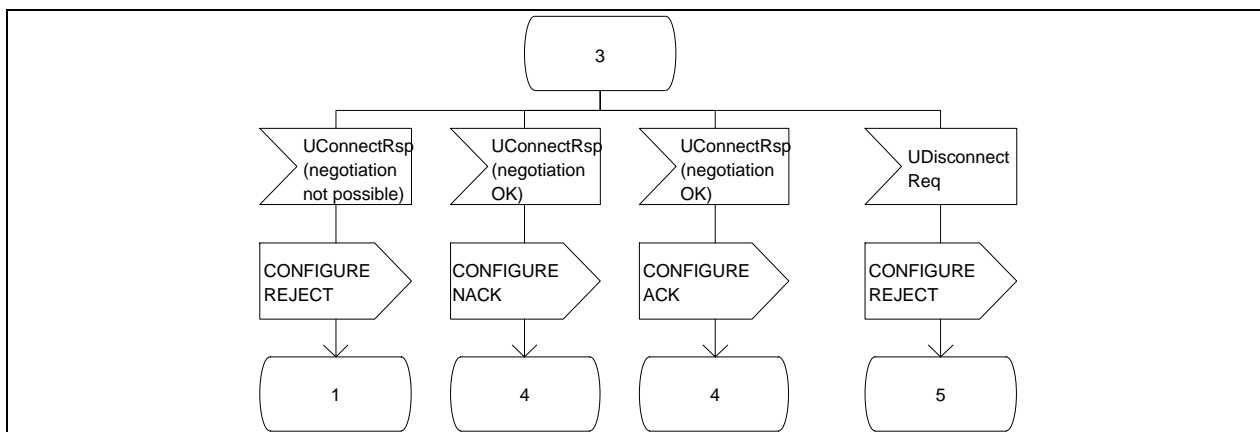 3
UConnectRsp
(negotiation
not possible)
UConnectRsp
(negotiation
OK)
UConnectRsp
(negotiation
OK)
UDisconnect
Req
CONFIGURE
REJECT
CONFIGURE
NACK
CONFIGURE
ACK
CONFIGURE
REJECT
1
4
4
5